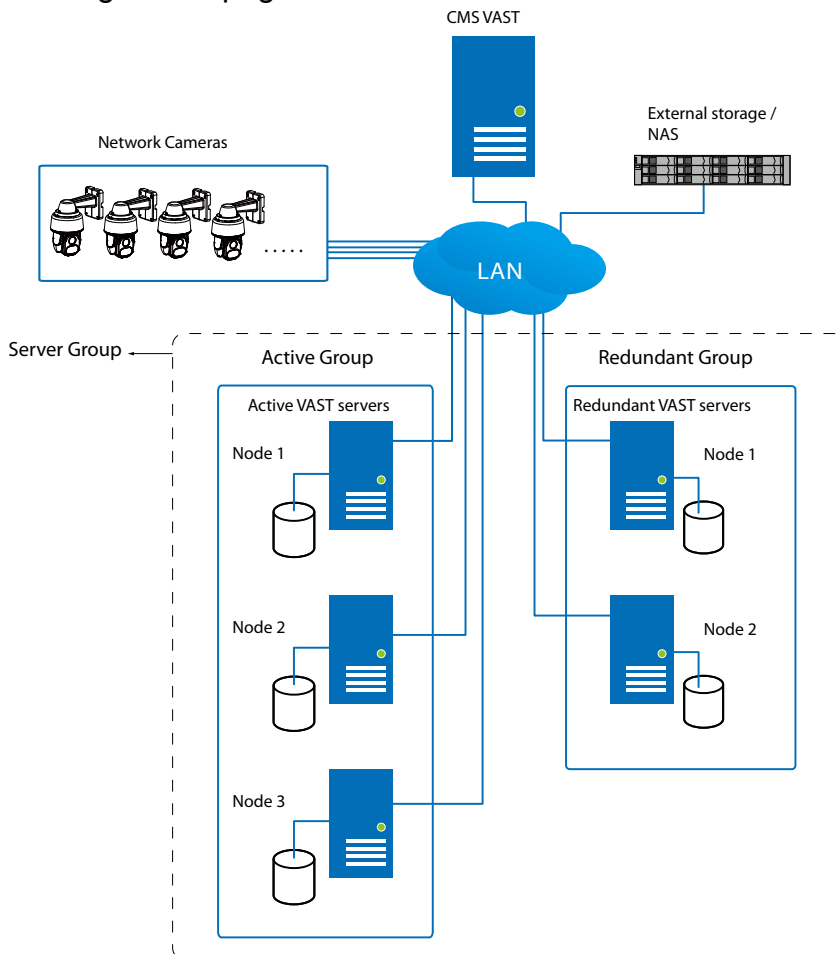 CMS VAST
External storage /
NAS
Network Cameras
.....
LAN
Server Group
Active Group
Redundant Group
Active VAST servers
Redundant VAST servers
Node 1
Node 1
Node 2
Node 2
Node 3